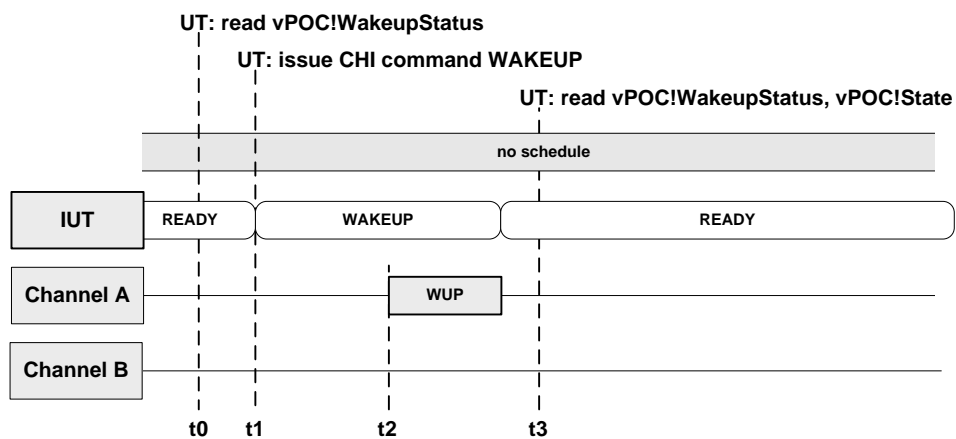 UT: read vPOC!WakeupStatus
UT: issue CHI command WAKEUP
UT: read vPOC!WakeupStatus, vPOC!State
no schedule
IUT READY WAKEUP READY
Channel A WUP
Channel B
t0 t1 t2 t3